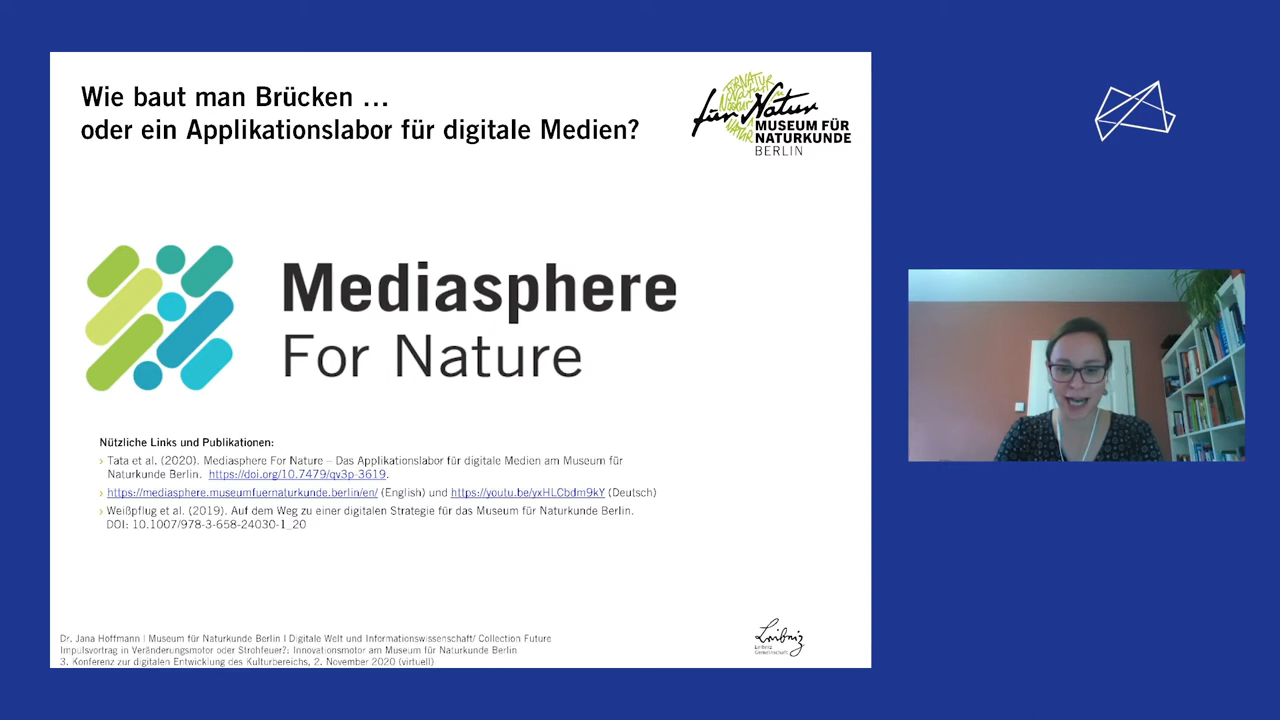 Wie baut man Brücken …
oder ein Applikationslabor für digitale Medien?
für Natur
MUSEUM FÜR
NATURKUNDE
BERLIN
Mediasphere
For Nature
Nützliche Links und Publikationen:
› Tata et al. (2020). Mediasphere For Nature – Das Applikationslabor für digitale Medien am Museum für
Naturkunde Berlin. https://doi.org/10.7479/qv3p-3619.
› https://mediasphere.museumfuernaturkunde.berlin/en/ (English) und https://youtu.be/yxHLCbdm9kY (Deutsch)
› Weißpflug et al. (2019). Auf dem Weg zu einer digitalen Strategie für das Museum für Naturkunde Berlin.
DOI: 10.1007/978-3-658-24030-1_20
Dr. Jana Hoffmann I Museum für Naturkunde Berlin I Digitale Welt und Informationswissenschaft/ Collection Future
Impulsvortrag in Veränderungsmotor oder Strohfeuer?: Innovationsmotor am Museum für Naturkunde Berlin
3. Konferenz zur digitalen Entwicklung des Kulturbereichs, 2. November 2020 (virtuell)
Leibniz
Leibniz
Gemeinschaft